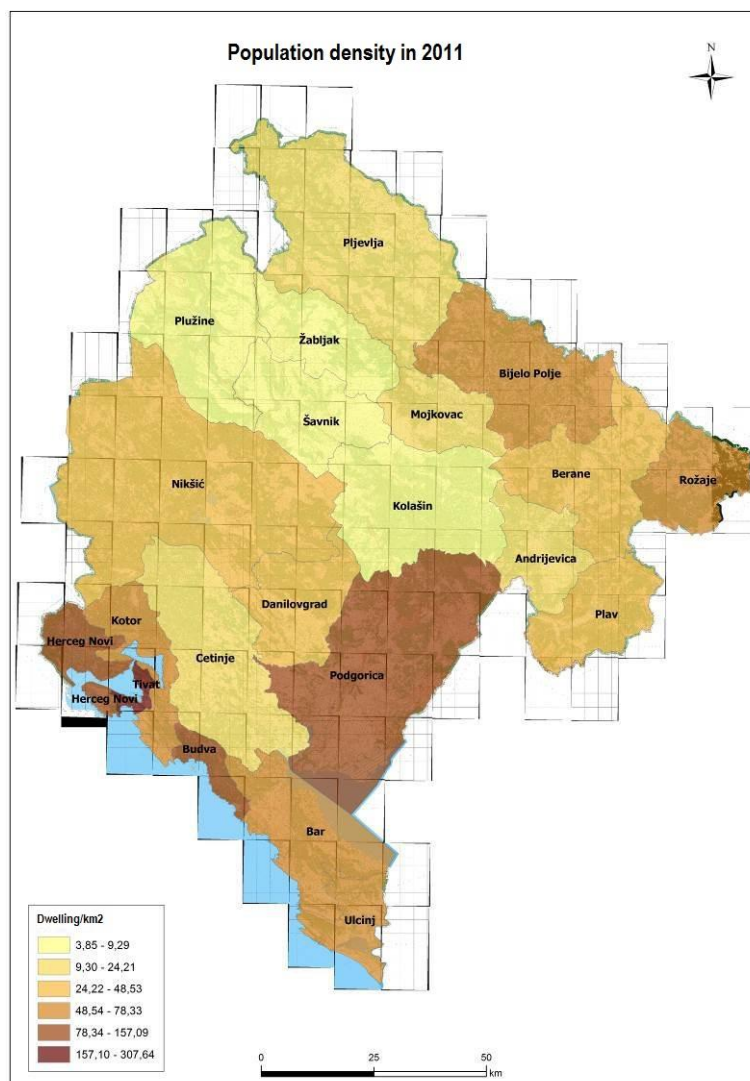 Population density in 2011
N
Pljevlja
Plužine
Žabljak
Bijelo Polje
Šavnik
Mojkovac
Nikšić
Berane
Rožaje
Kolašin
Andrijevica
Danilovgrad
Plav
Kotor
Herceg Novi
Cetinje
Podgorica
Tivat
Herceg Novi
Budva
Bar
Ulcinj
Dwelling/km2
3,85 - 9,29
9,30 - 24,21
24,22 - 48,53
48,54 - 78,33
78,34 - 157,09
157,10 - 307,64
0 25 50
km